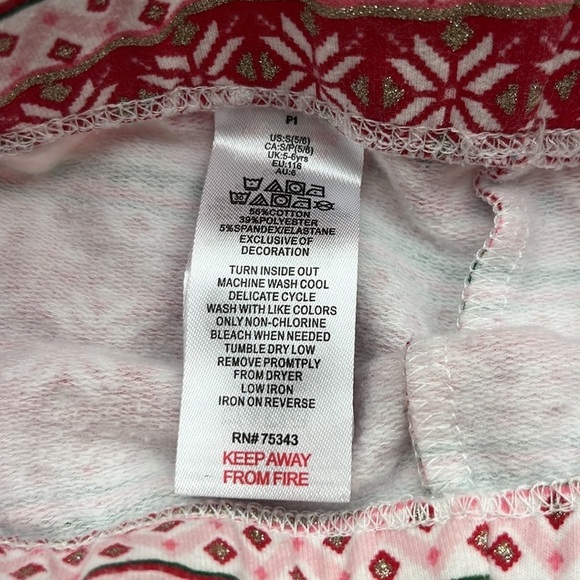 P1
US:S(5/6)
CA:S/P(5/6)
UK:5-6yrs
EU:116
AU:6
56%COTTON
39%POLYESTER
5%SPANDEX/ELASTANE
EXCLUSIVE OF
DECORATION
TURN INSIDE OUT
MACHINE WASH COOL
DELICATE CYCLE
WASH WITH LIKE COLORS
ONLY NON-CHLORINE
BLEACH WHEN NEEDED
TUMBLE DRY LOW
REMOVE PROMTPLY
FROM DRYER
LOW IRON
IRON ON REVERSE
RN# 75343
KEEP AWAY
FROM FIRE